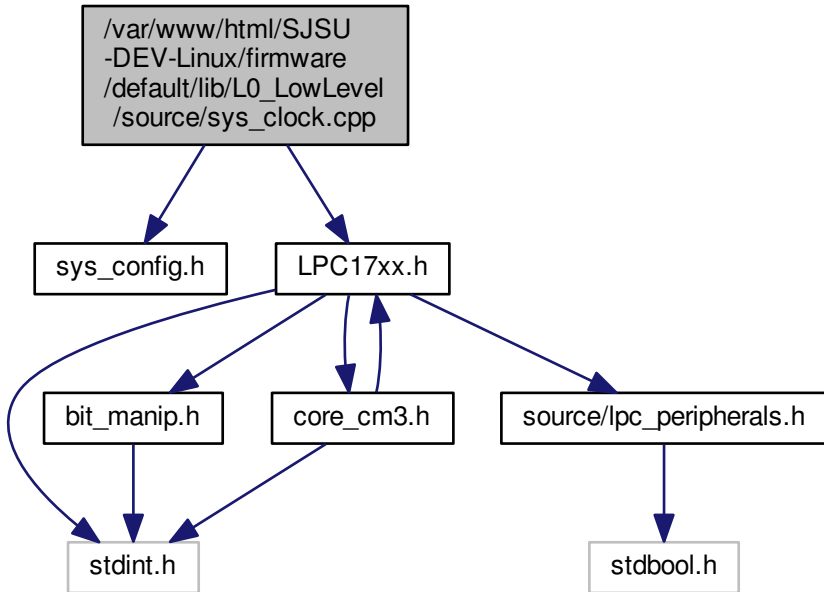 /var/www/html/SJSU
-DEV-Linux/firmware
/default/lib/L0_LowLevel
/source/sys_clock.cpp
sys_config.h
LPC17xx.h
bit_manip.h
core_cm3.h
source/lpc_peripherals.h
stdint.h
stdbool.h